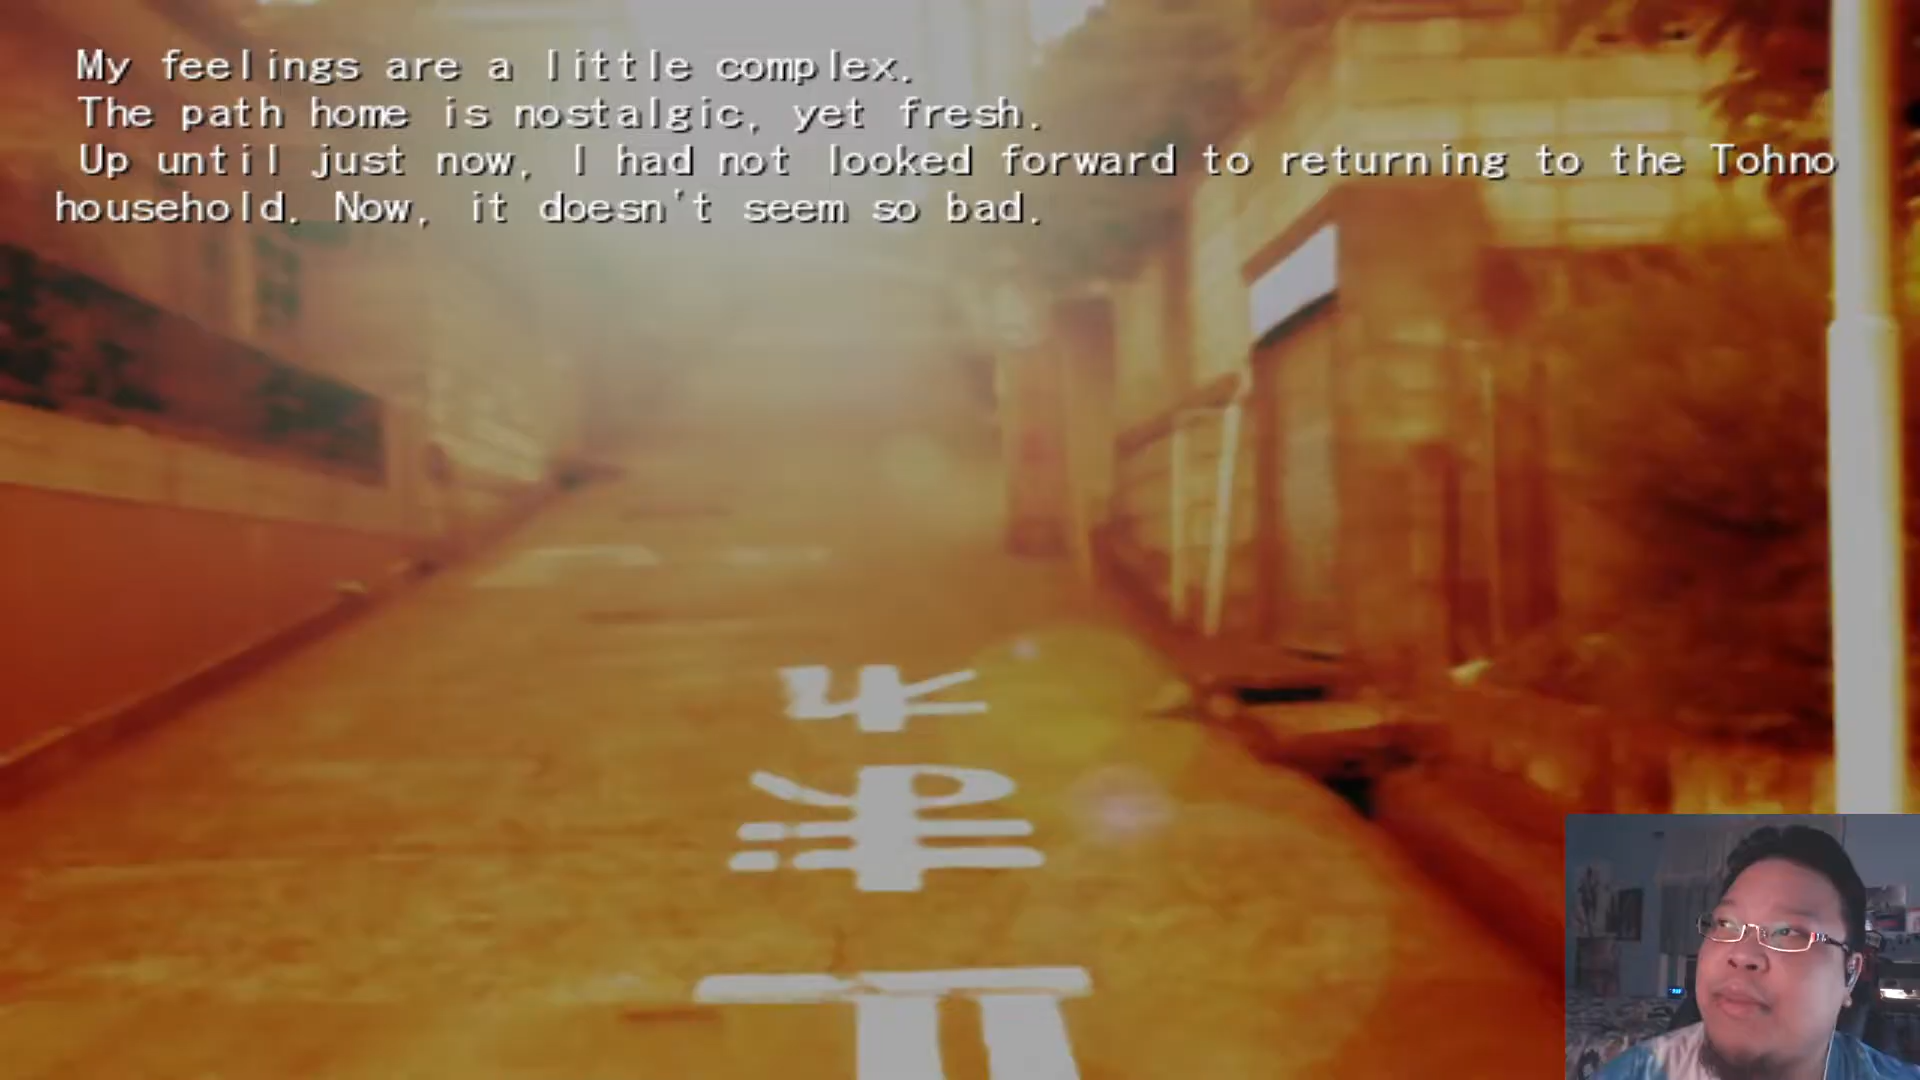 My feelings are a little complex.
The path home is nostalgic, yet fresh.
Up until just now, I had not looked forward to returning to the Tohno
household. Now, it doesn't seem so bad.